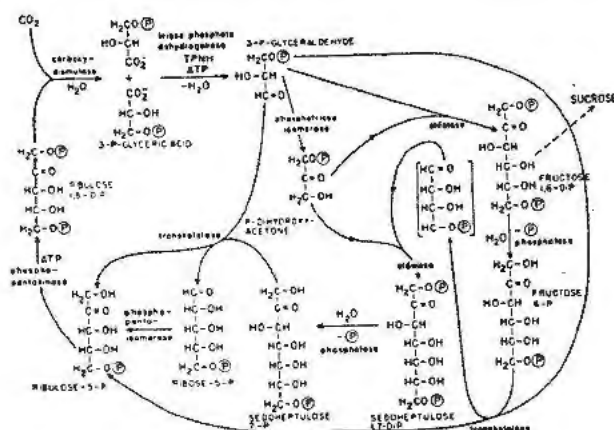 CO₂
carboxy-
dismutase
H₂O
H₂CO(P)
HO-CH
CO₂⁻
+
CO₂⁻
HC-OH
H₂C-O(P)
3-P-GLYCERIC ACID
triose phosphate
dehydrogenase
TPNH
ATP
-H₂O
3-P-GLYCERALDEHYDE
H₂CO(P)
HO-CH
HC=O
phosphotriose
isomerase
H₂CO(P)
C=O
H₂C-OH
P-DIHYDROXY-
ACETONE
aldolase
H₂C-O(P)
C=O
HO-CH
HC-OH
HC-OH
H₂C-O(P)
FRUCTOSE
1,6-DiP
SUCROSE
H₂O
-(P)
phosphatase
H₂C-OH
C=O
HO-CH
HC-OH
HC-OH
H₂C-O(P)
FRUCTOSE
6-P
HC=O
HC-OH
HC-OH
H₂C-O(P)
aldolase
H₂C-O(P)
C=O
HO-CH
HC-OH
HC-OH
HC-OH
H₂CO(P)
SEDOHEPTULOSE
1,7-DiP
H₂O
-(P)
phosphatase
H₂C-OH
C=O
HO-CH
HC-OH
HC-OH
HC-OH
H₂C-O(P)
SEDOHEPTULOSE
7-P
transketolase
HC=O
HC-OH
HC-OH
HC-OH
H₂C-O(P)
RIBOSE-5-P
phospho-
pento-
isomerase
H₂C-OH
C=O
HC-OH
HC-OH
H₂C-O(P)
RIBULOSE-5-P
ATP
phospho-
pentokinase
H₂C-O(P)
C=O
HC-OH
HC-OH
H₂C-O(P)
RIBULOSE
1,5-DiP
transketolase